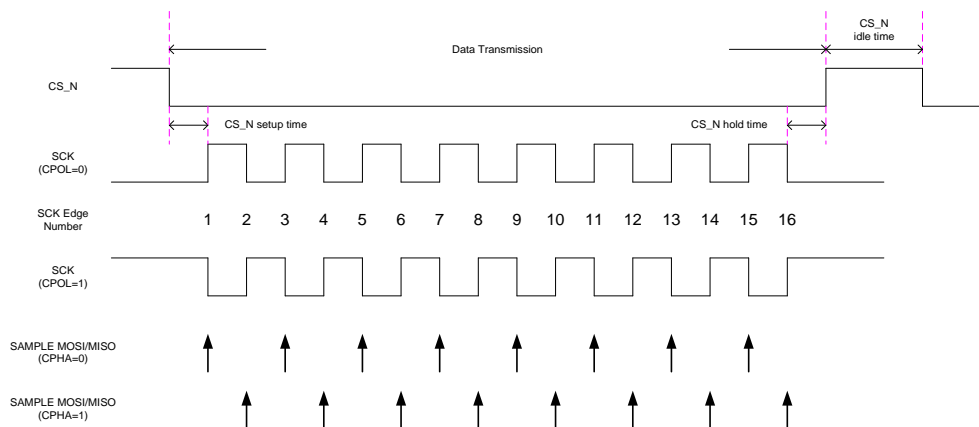 CS_N
idle time
Data Transmission
CS_N
CS_N setup time
CS_N hold time
SCK
(CPOL=0)
SCK Edge
Number
1 2 3 4 5 6 7 8 9 10 11 12 13 14 15 16
SCK
(CPOL=1)
SAMPLE MOSI/MISO
(CPHA=0)
SAMPLE MOSI/MISO
(CPHA=1)